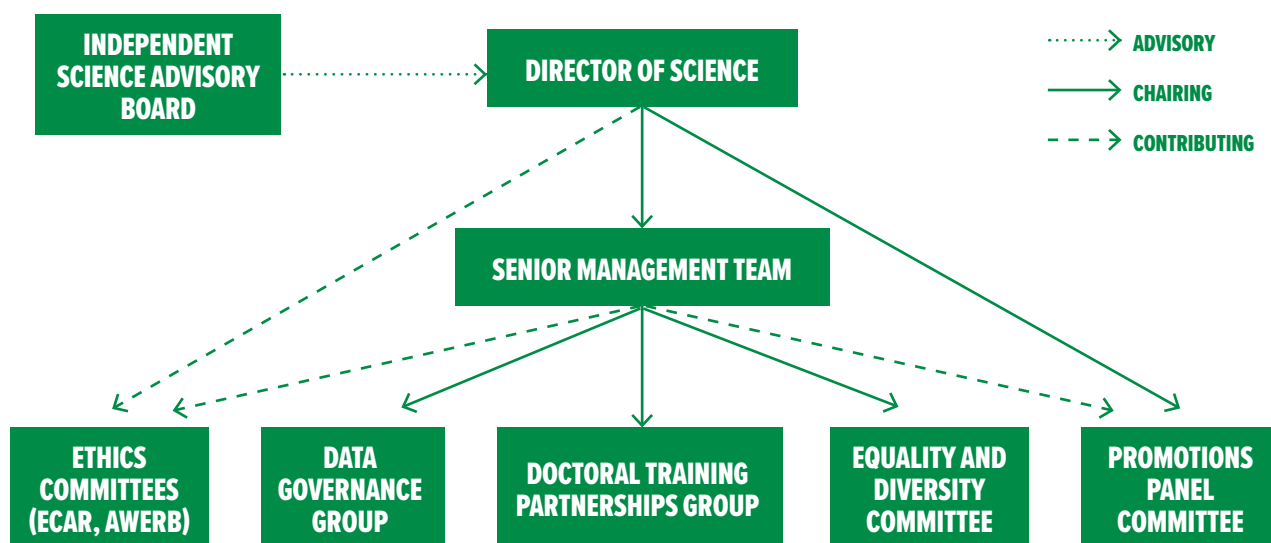 INDEPENDENT
SCIENCE ADVISORY
BOARD
DIRECTOR OF SCIENCE
ADVISORY
CHAIRING
CONTRIBUTING
SENIOR MANAGEMENT TEAM
ETHICS
COMMITTEES
(ECAR, AWERB)
DATA
GOVERNANCE
GROUP
DOCTORAL TRAINING
PARTNERSHIPS GROUP
EQUALITY AND
DIVERSITY
COMMITTEE
PROMOTIONS
PANEL
COMMITTEE